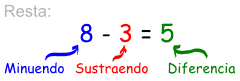 Resta:
8 - 3 = 5
Minuendo Sustraendo Diferencia